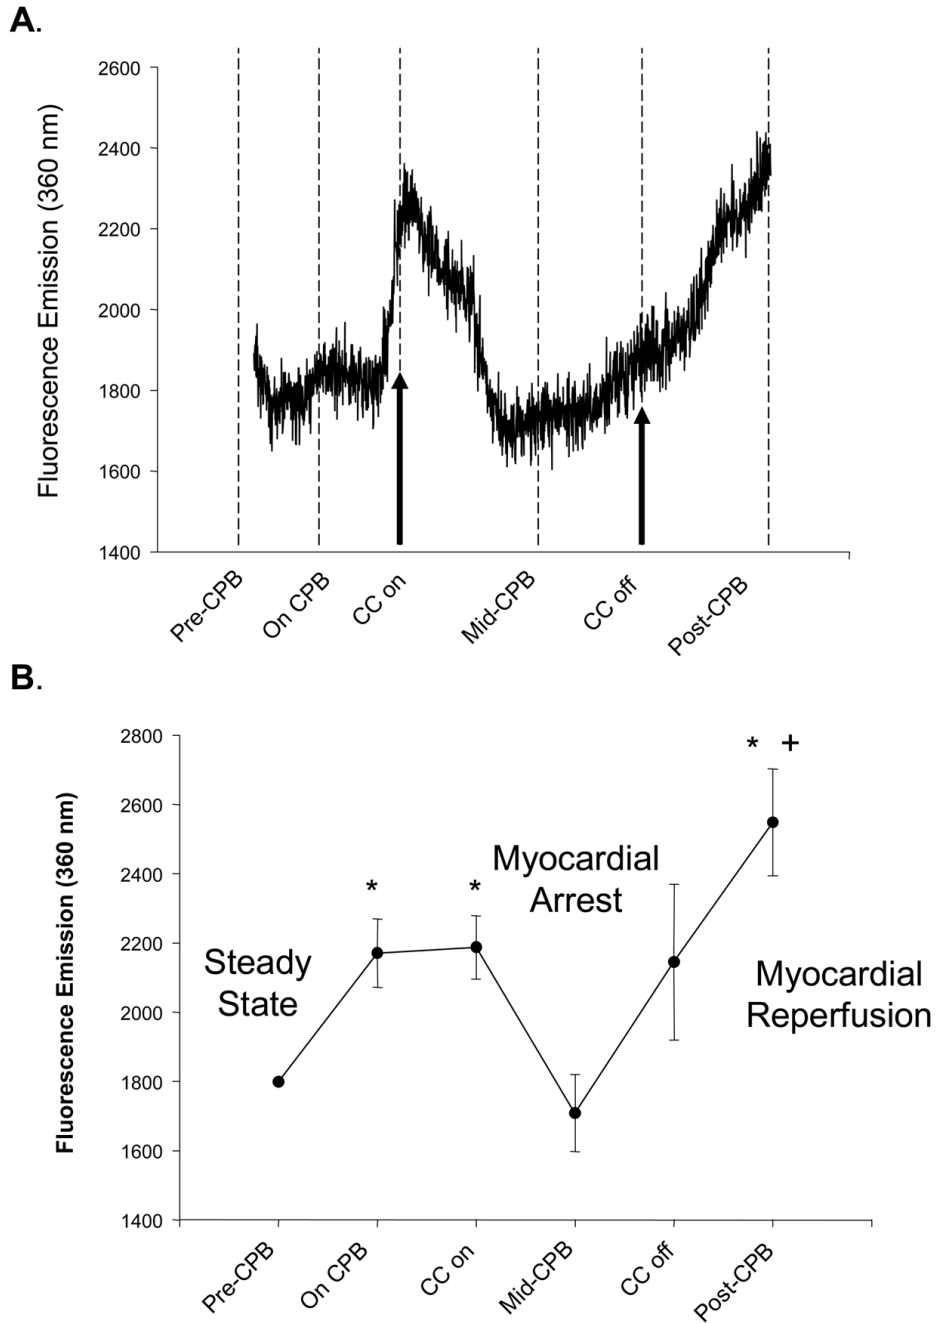 A.
Fluorescence Emission (360 nm)
2600
2400
2200
2000
1800
1600
1400
Pre-CPB
On CPB
CC on
Mid-CPB
CC off
Post-CPB
B.
Fluorescence Emission (360 nm)
2800
2600
2400
2200
2000
1800
1600
1400
* +
*
*
Myocardial
Arrest
Steady
State
Myocardial
Reperfusion
Pre-CPB
On CPB
CC on
Mid-CPB
CC off
Post-CPB